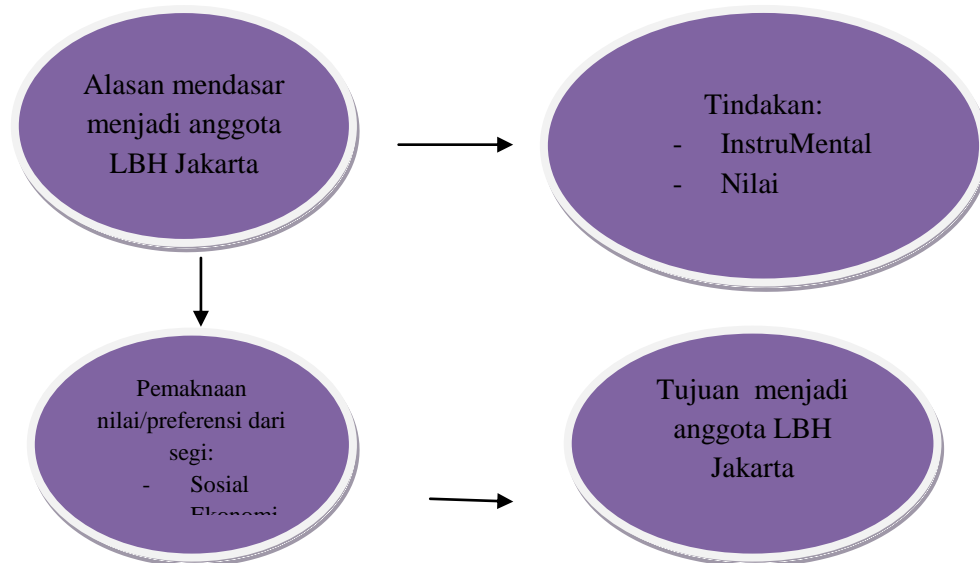 Alasan mendasar
menjadi anggota
LBH Jakarta
Tindakan:
- InstruMental
- Nilai
Pemaknaan
nilai/preferensi dari
segi:
- Sosial
Ekonomi
Tujuan menjadi
anggota LBH
Jakarta